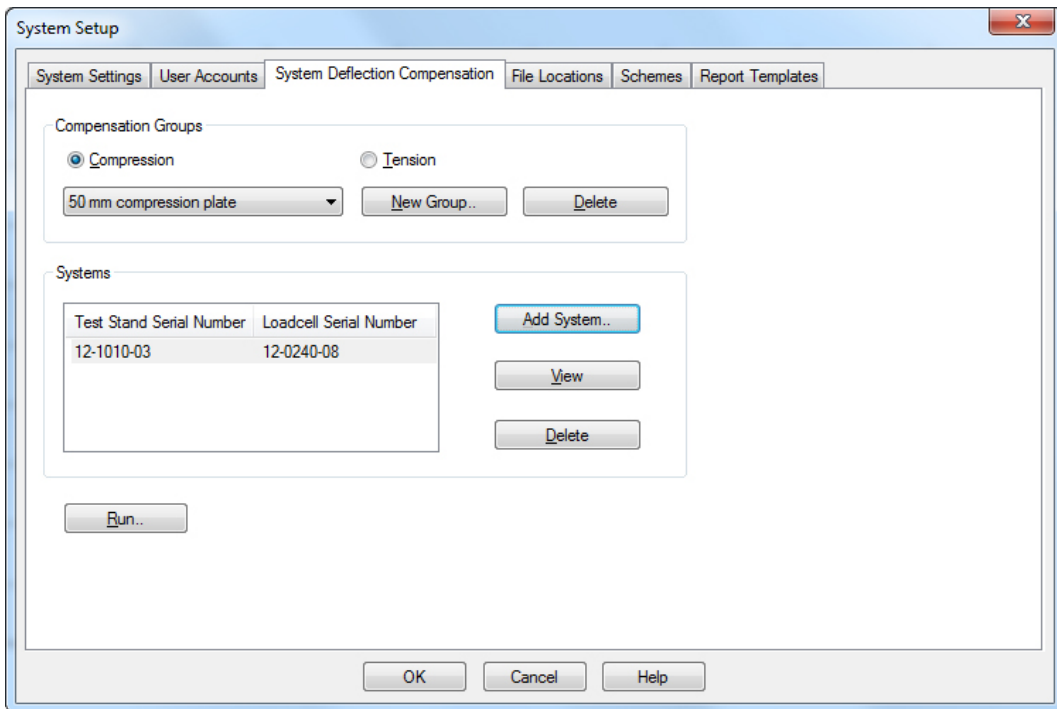 System Setup
x
System Settings User Accounts System Deflection Compensation File Locations Schemes Report Templates
Compensation Groups
Compression Tension
50 mm compression plate New Group.. Delete
Systems
Test Stand Serial Number Loadcell Serial Number Add System..
12-1010-03 12-0240-08
View
Delete
Run..
OK Cancel Help